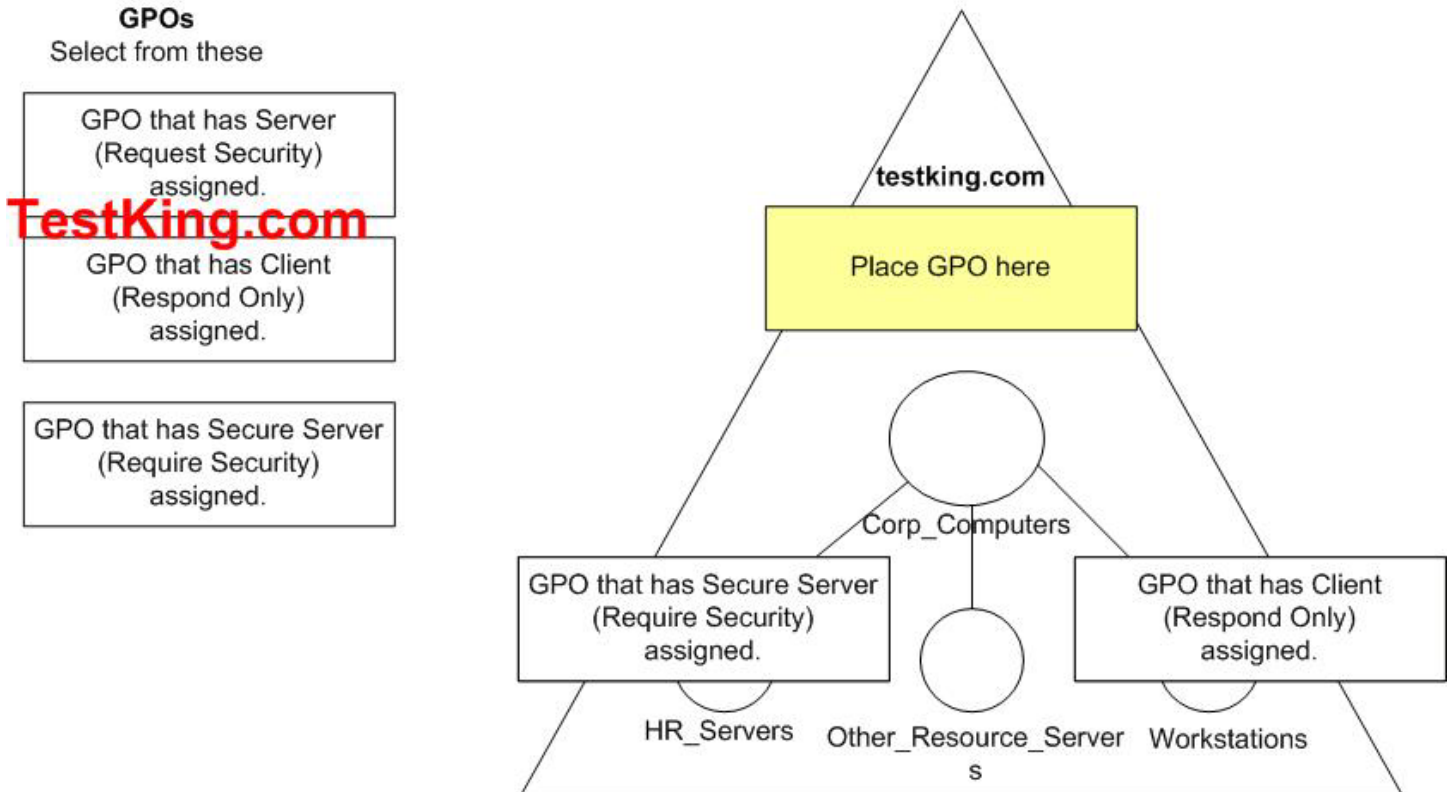 GPOs
Select from these
GPO that has Server
(Request Security)
assigned.
TestKing.com
GPO that has Client
(Respond Only)
assigned.
GPO that has Secure Server
(Require Security)
assigned.
testking.com
Place GPO here
Corp_Computers
GPO that has Secure Server
(Require Security)
assigned.
GPO that has Client
(Respond Only)
assigned.
HR_Servers
Other_Resource_Server
s
Workstations